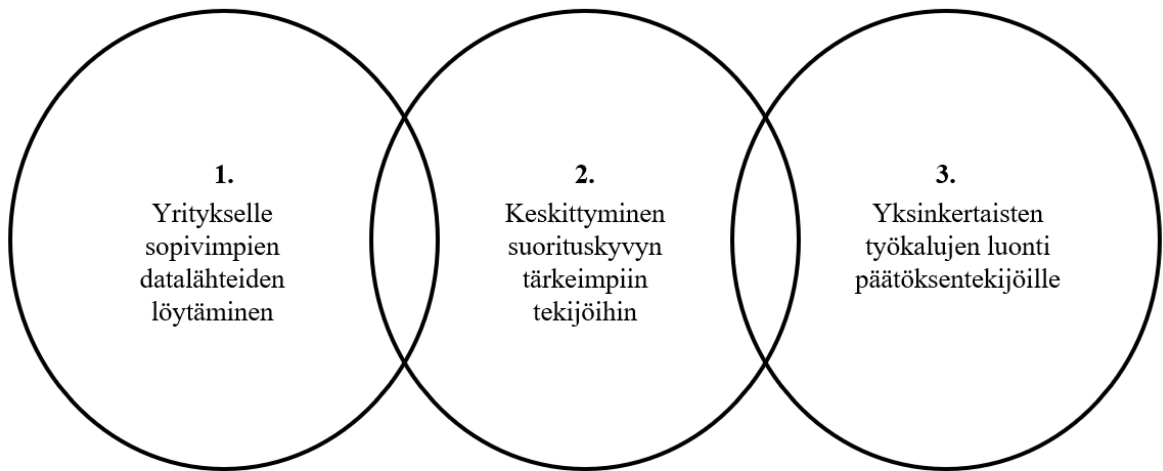 1.
Yritykselle
sopivimpien
datalähteiden
löytäminen
2.
Keskittyminen
suorituskyvyn
tärkeimpiin
tekijöihin
3.
Yksinkertaisten
työkalujen luonti
päätöksentekijöille